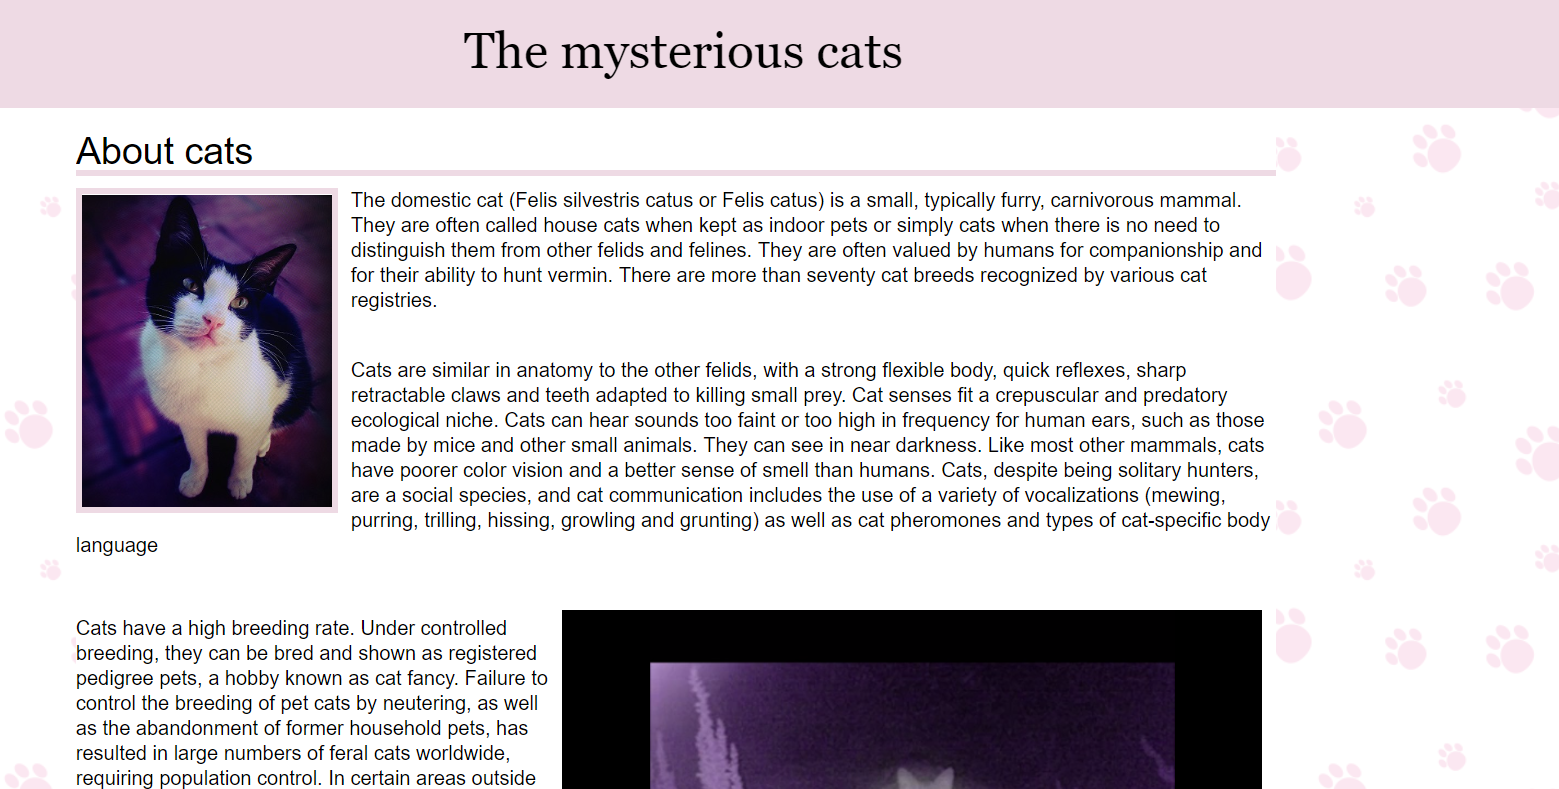 The mysterious cats
About cats
The domestic cat (Felis silvestris catus or Felis catus) is a small, typically furry, carnivorous mammal.
They are often called house cats when kept as indoor pets or simply cats when there is no need to
distinguish them from other felids and felines. They are often valued by humans for companionship and
for their ability to hunt vermin. There are more than seventy cat breeds recognized by various cat
registries.
Cats are similar in anatomy to the other felids, with a strong flexible body, quick reflexes, sharp
retractable claws and teeth adapted to killing small prey. Cat senses fit a crepuscular and predatory
ecological niche. Cats can hear sounds too faint or too high in frequency for human ears, such as those
made by mice and other small animals. They can see in near darkness. Like most other mammals, cats
have poorer color vision and a better sense of smell than humans. Cats, despite being solitary hunters,
are a social species, and cat communication includes the use of a variety of vocalizations (mewing,
purring, trilling, hissing, growling and grunting) as well as cat pheromones and types of cat-specific body
language
Cats have a high breeding rate. Under controlled
breeding, they can be bred and shown as registered
pedigree pets, a hobby known as cat fancy. Failure to
control the breeding of pet cats by neutering, as well
as the abandonment of former household pets, has
resulted in large numbers of feral cats worldwide,
requiring population control. In certain areas outside